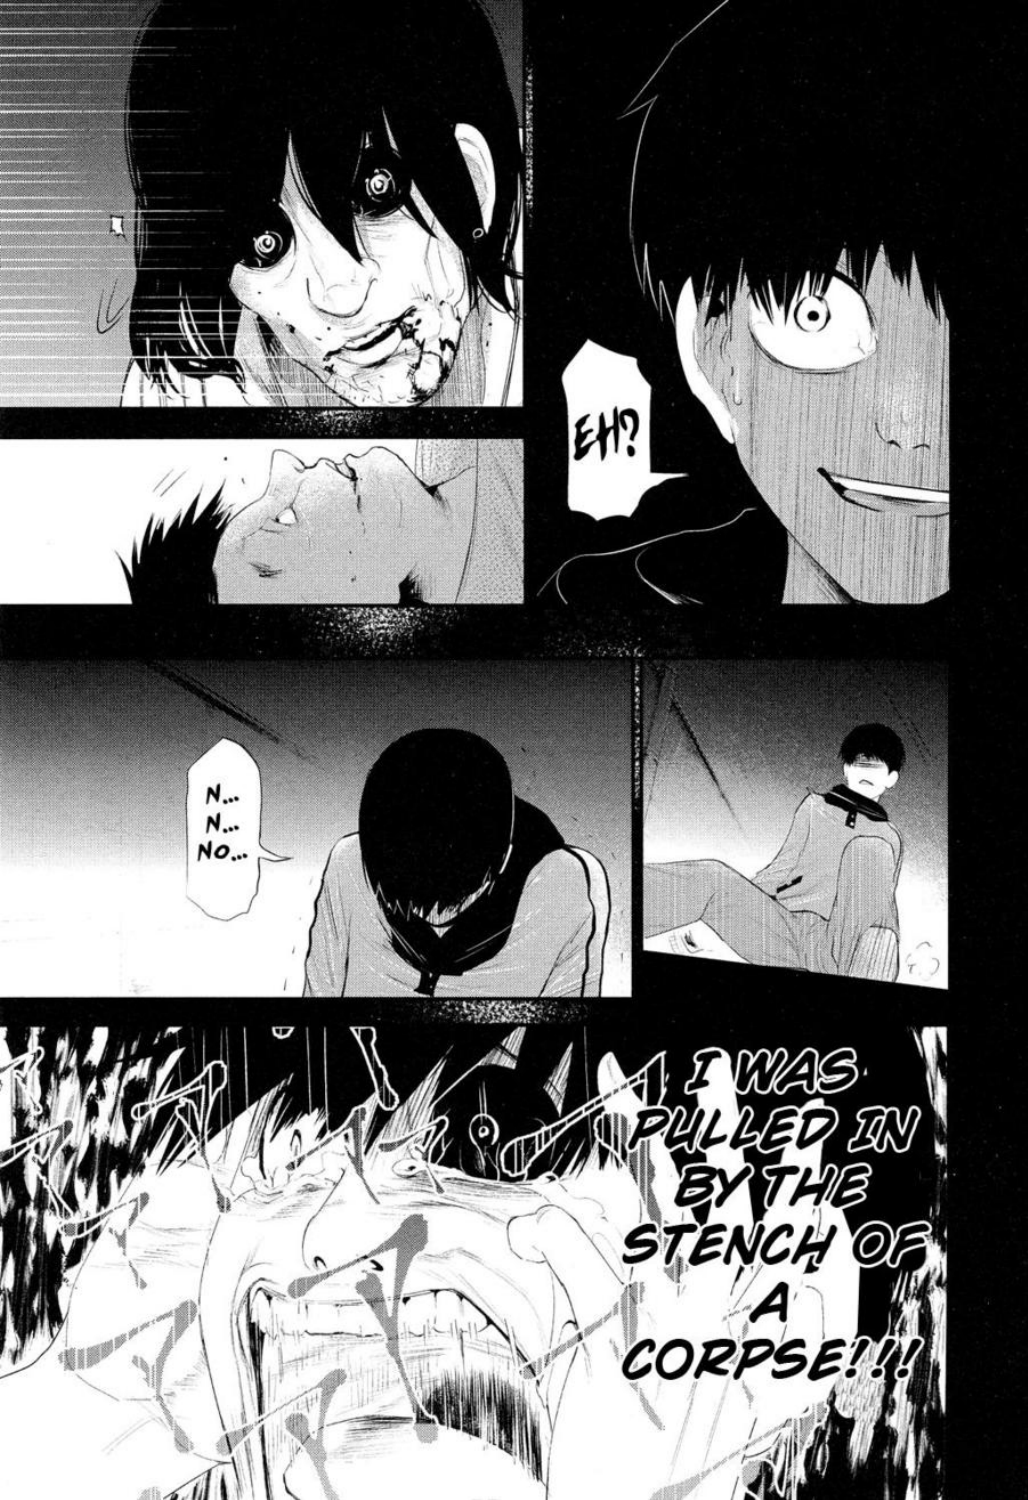 EH?
N...
N...
NO...
I WAS
PULLED IN
BY THE
STENCH OF
A
CORPSE!!!